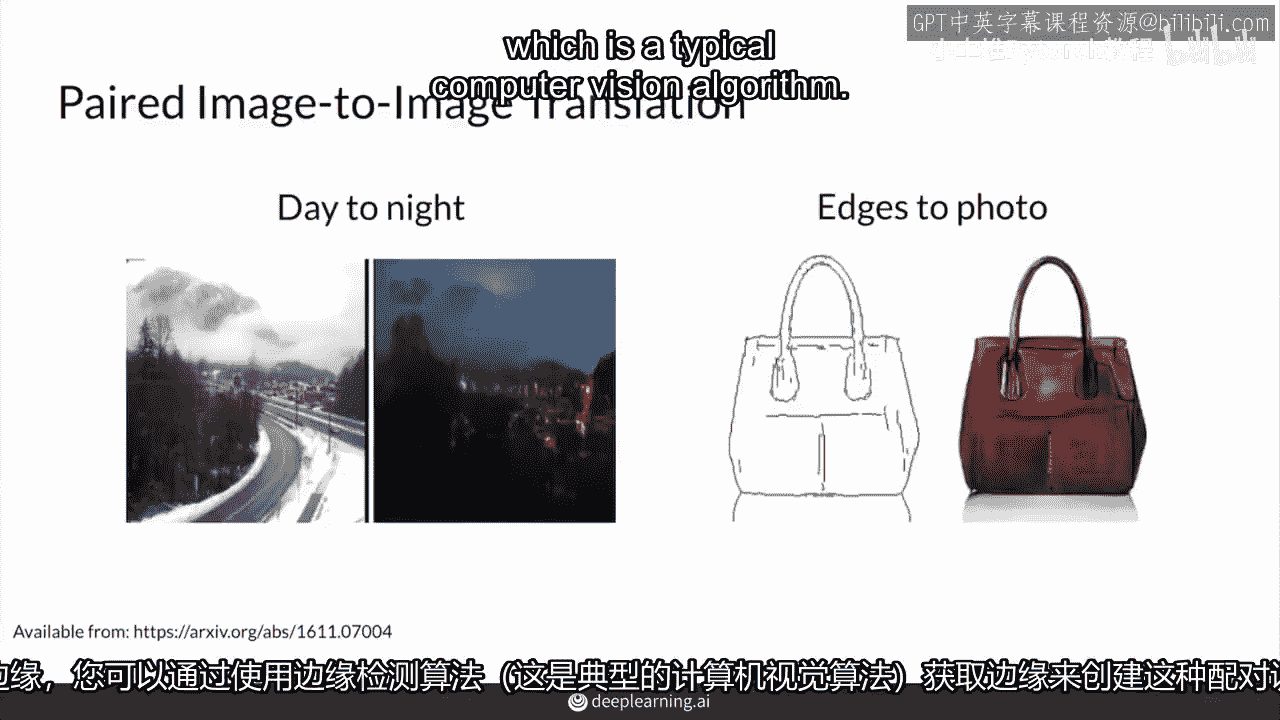 GPT中英字幕课程资源@bilibili.com
which is a typical
computer vision algorithm.
Paired Image-to-Image Translation
Day to night
Edges to photo
Available from: https://arxiv.org/abs/1611.07004
边缘，您可以通过使用边缘检测算法（这是典型的计算机视觉算法）获取边缘来创建这种配对
deeplearning.ai